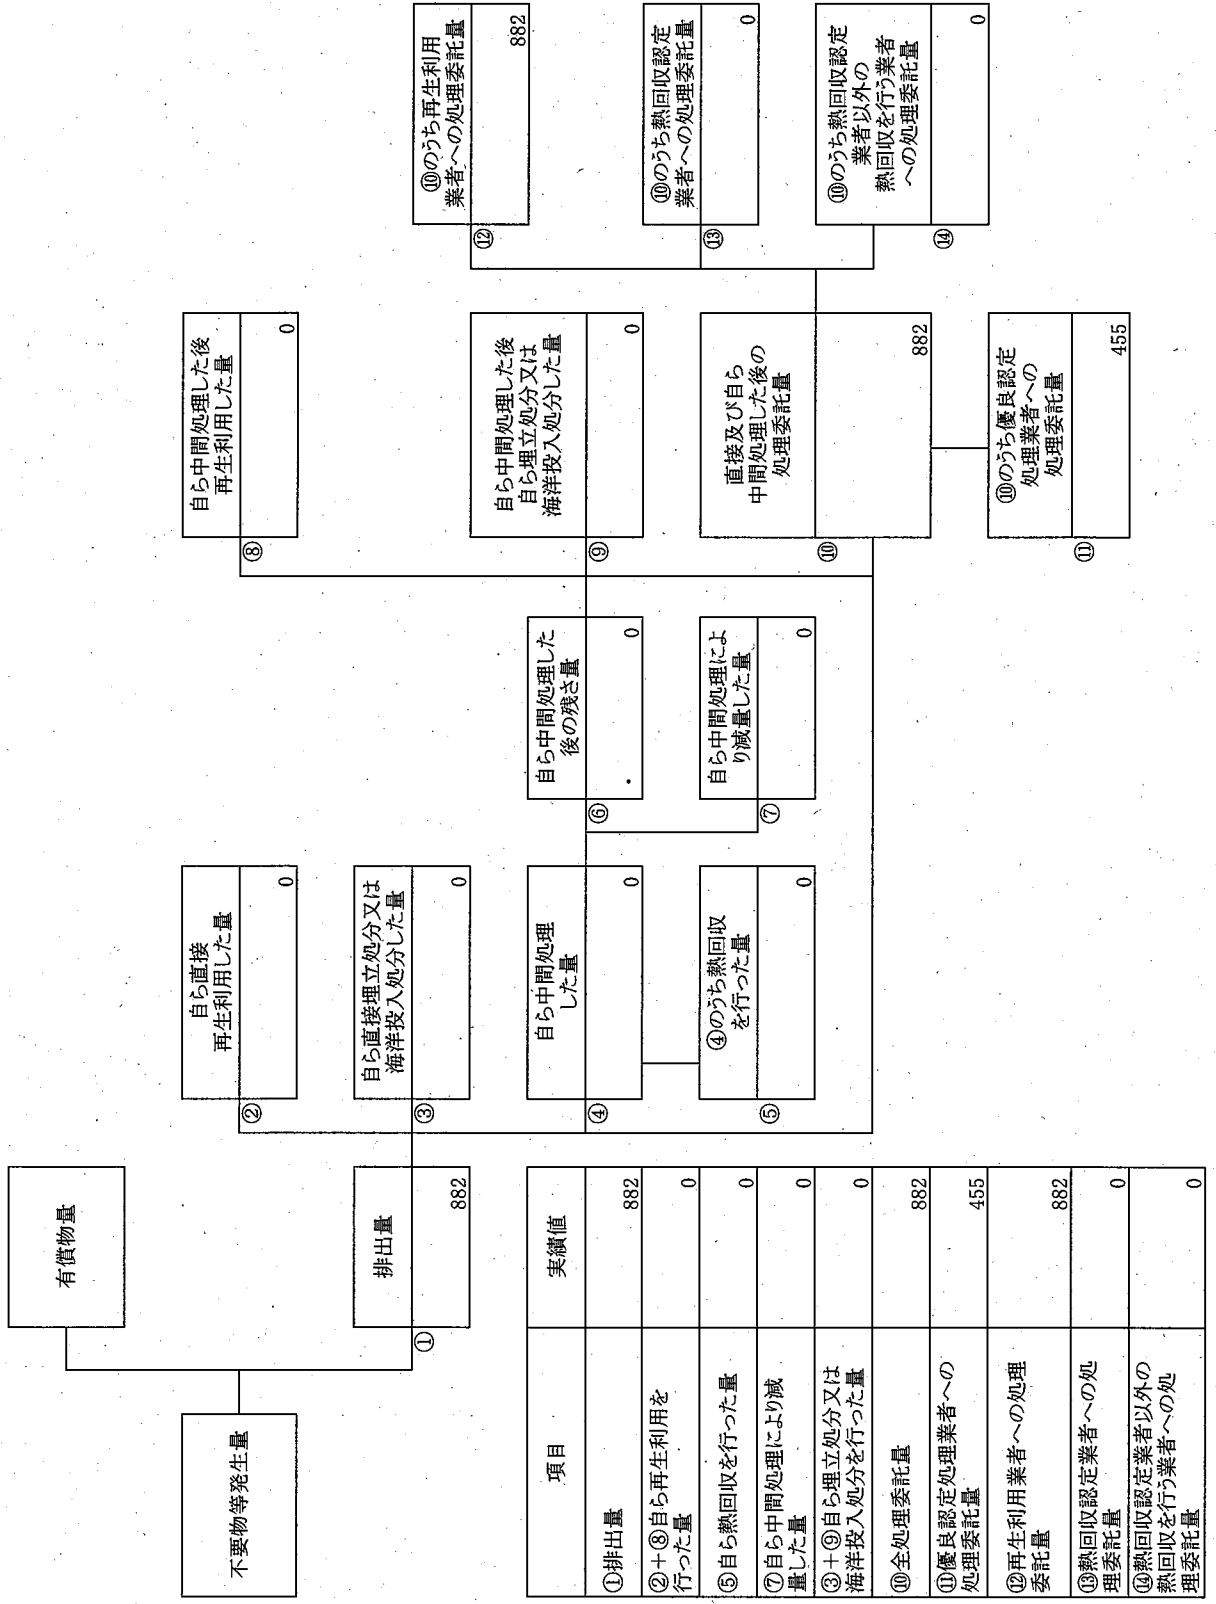 不要物等発生量
有償物量
①
排出量
882
②
自ら直接
再生利用した量
0
③
自ら直接埋立処分又は
海洋投入処分した量
0
④
自ら中間処理
した量
0
⑤
④のうち熱回収
を行った量
0
⑥
自ら中間処理した
後の残さ量
0
⑦
自ら中間処理によ
り減量した量
0
⑧
自ら中間処理した後
再生利用した量
0
⑨
自ら中間処理した後
自ら埋立処分又は
海洋投入処分した量
0
⑩
直接及び自ら
中間処理した後の
処理委託量
882
⑪
⑩のうち優良認定
処理業者への
処理委託量
455
⑫
⑩のうち再生利用
業者への処理委託量
882
⑬
⑩のうち熱回収認定
業者への処理委託量
0
⑭
⑩のうち熱回収認定
業者以外の
熱回収を行う業者
への処理委託量
0
項目 実績値
①排出量 882
②+⑧自ら再生利用を
行った量 0
⑤自ら熱回収を行った量 0
⑦自ら中間処理により減
量した量 0
③+⑨自ら埋立処分又は
海洋投入処分を行った量 0
⑩全処理委託量 882
⑪優良認定処理業者への
処理委託量 455
⑫再生利用業者への処理
委託量 882
⑬熱回収認定業者への処
理委託量 0
⑭熱回収認定業者以外の
熱回収を行う業者への処
理委託量 0